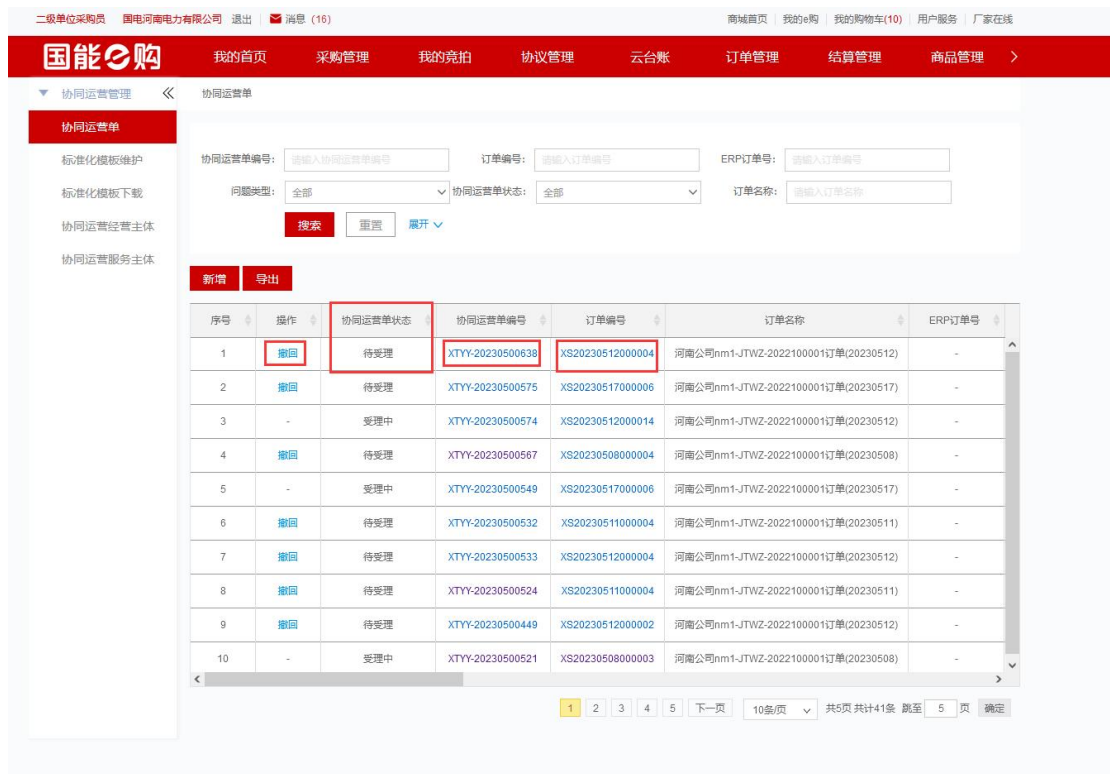 二级单位采购员 国电河南电力有限公司 退出 消息 (16) 商城首页 我的e购 我的购物车(10) 用户服务 厂家在线
国能e购 我的首页 采购管理 我的竞拍 协议管理 云台账 订单管理 结算管理 商品管理
协同运营管理
协同运营单
标准化模板维护
标准化模板下载
协同运营经营主体
协同运营服务主体
协同运营单
协同运营单编号: 请输入协同运营单编号 订单编号: 请输入订单编号 ERP订单号: 请输入订单编号
问题类型: 全部 协同运营单状态: 全部 订单名称: 请输入订单名称
搜索 重置 展开
新增 导出
序号 操作 协同运营单状态 协同运营单编号 订单编号 订单名称 ERP订单号
1 撤回 待受理 XTYY-20230500638 XS20230512000004 河南公司nm1-JTWZ-2022100001订单(20230512) -
2 撤回 待受理 XTYY-20230500575 XS20230517000006 河南公司nm1-JTWZ-2022100001订单(20230517) -
3 - 受理中 XTYY-20230500574 XS20230512000014 河南公司nm1-JTWZ-2022100001订单(20230512) -
4 撤回 待受理 XTYY-20230500567 XS20230508000004 河南公司nm1-JTWZ-2022100001订单(20230508) -
5 - 受理中 XTYY-20230500549 XS20230517000006 河南公司nm1-JTWZ-2022100001订单(20230517) -
6 撤回 待受理 XTYY-20230500532 XS20230511000004 河南公司nm1-JTWZ-2022100001订单(20230511) -
7 撤回 待受理 XTYY-20230500533 XS20230512000004 河南公司nm1-JTWZ-2022100001订单(20230512) -
8 撤回 待受理 XTYY-20230500524 XS20230511000004 河南公司nm1-JTWZ-2022100001订单(20230511) -
9 撤回 待受理 XTYY-20230500449 XS20230512000002 河南公司nm1-JTWZ-2022100001订单(20230512) -
10 - 受理中 XTYY-20230500521 XS20230508000003 河南公司nm1-JTWZ-2022100001订单(20230508) -
1 2 3 4 5 下一页 10条/页 共5页 共计41条 跳至 5 页 确定